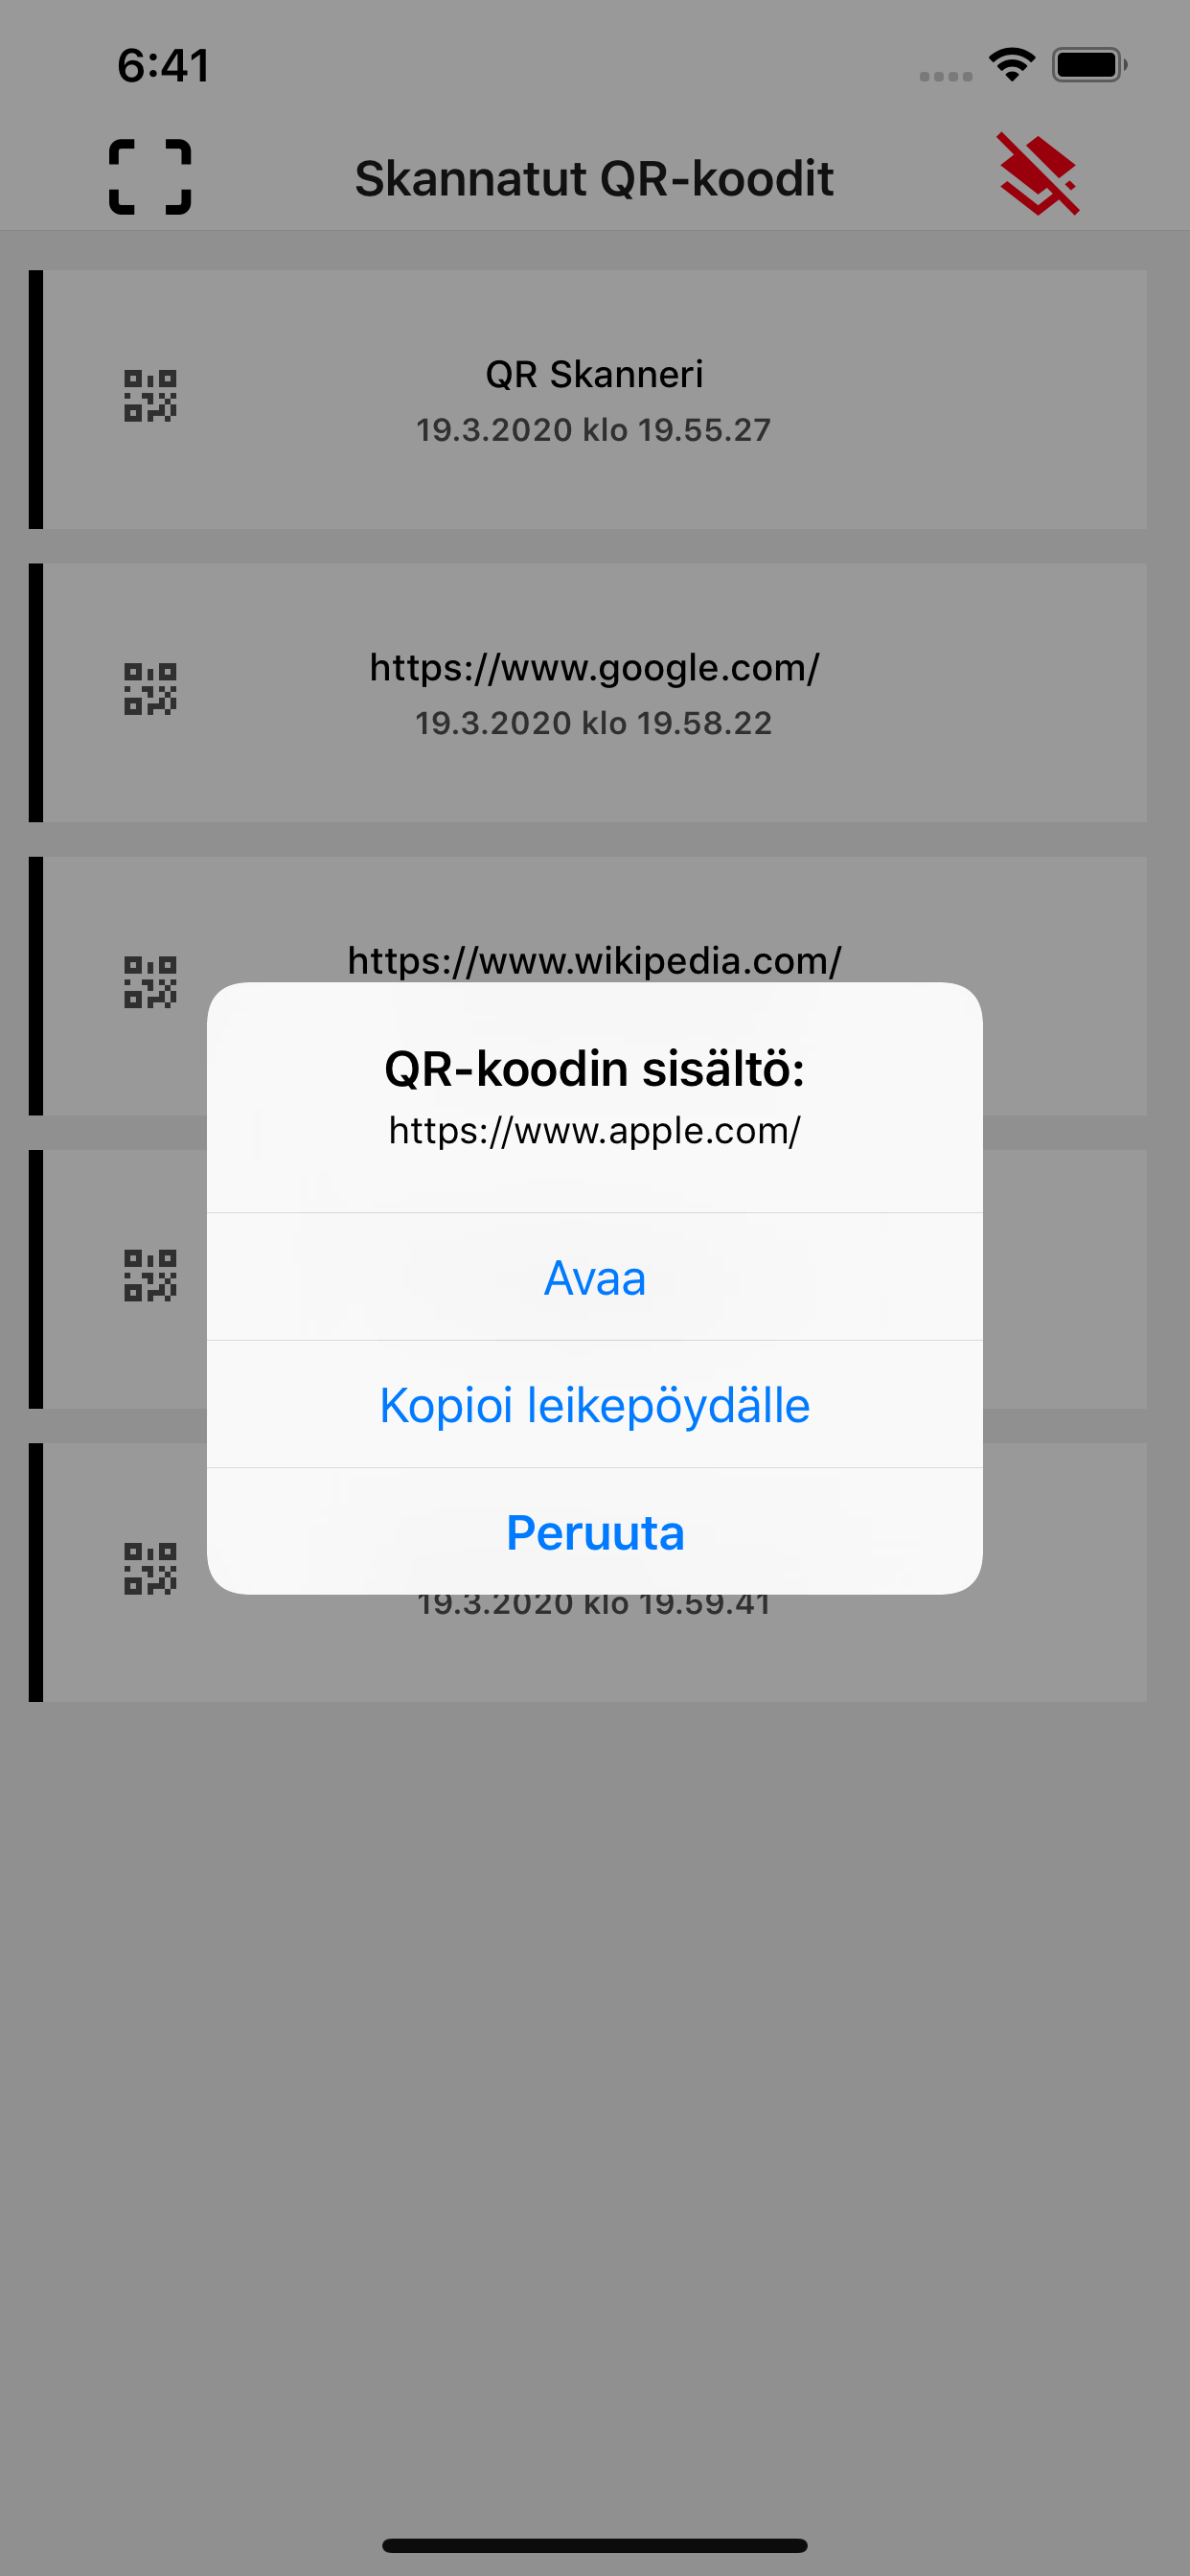 6:41
Skannatut QR-koodit
QR Skanneri
19.3.2020 klo 19.55.27
https://www.google.com/
19.3.2020 klo 19.58.22
https://www.wikipedia.com/
QR-koodin sisältö:
https://www.apple.com/
Avaa
Kopioi leikepöydälle
Peruuta
19.3.2020 klo 19.59.41